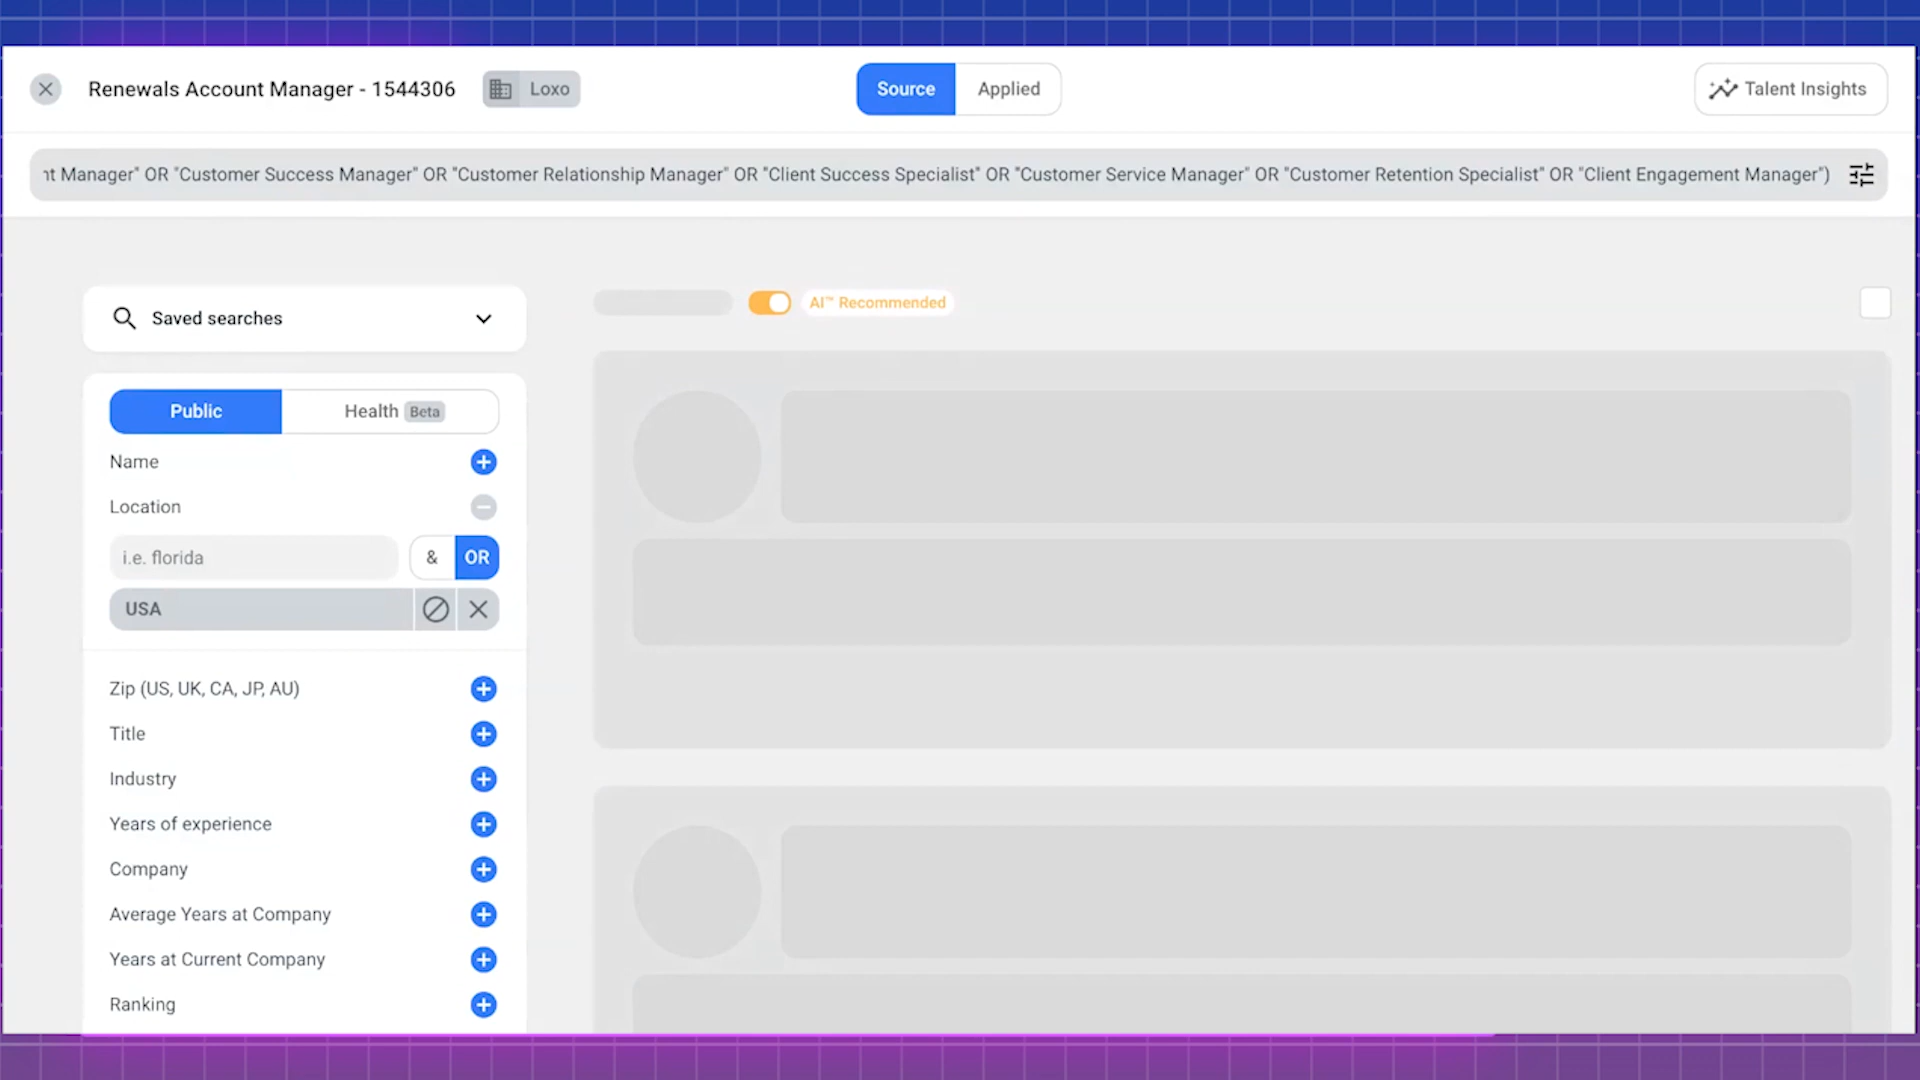 Renewals Account Manager - 1544306
Loxo
Source
Applied
Talent Insights
Manager" OR "Customer Success Manager" OR "Customer Relationship Manager" OR "Client Success Specialist" OR "Customer Service Manager" OR "Customer Retention Specialist" OR "Client Engagement Manager")
Saved searches
AI™ Recommended
Public
Health Beta
Name
Location
i.e. florida
& OR
USA
Zip (US, UK, CA, JP, AU)
Title
Industry
Years of experience
Company
Average Years at Company
Years at Current Company
Ranking